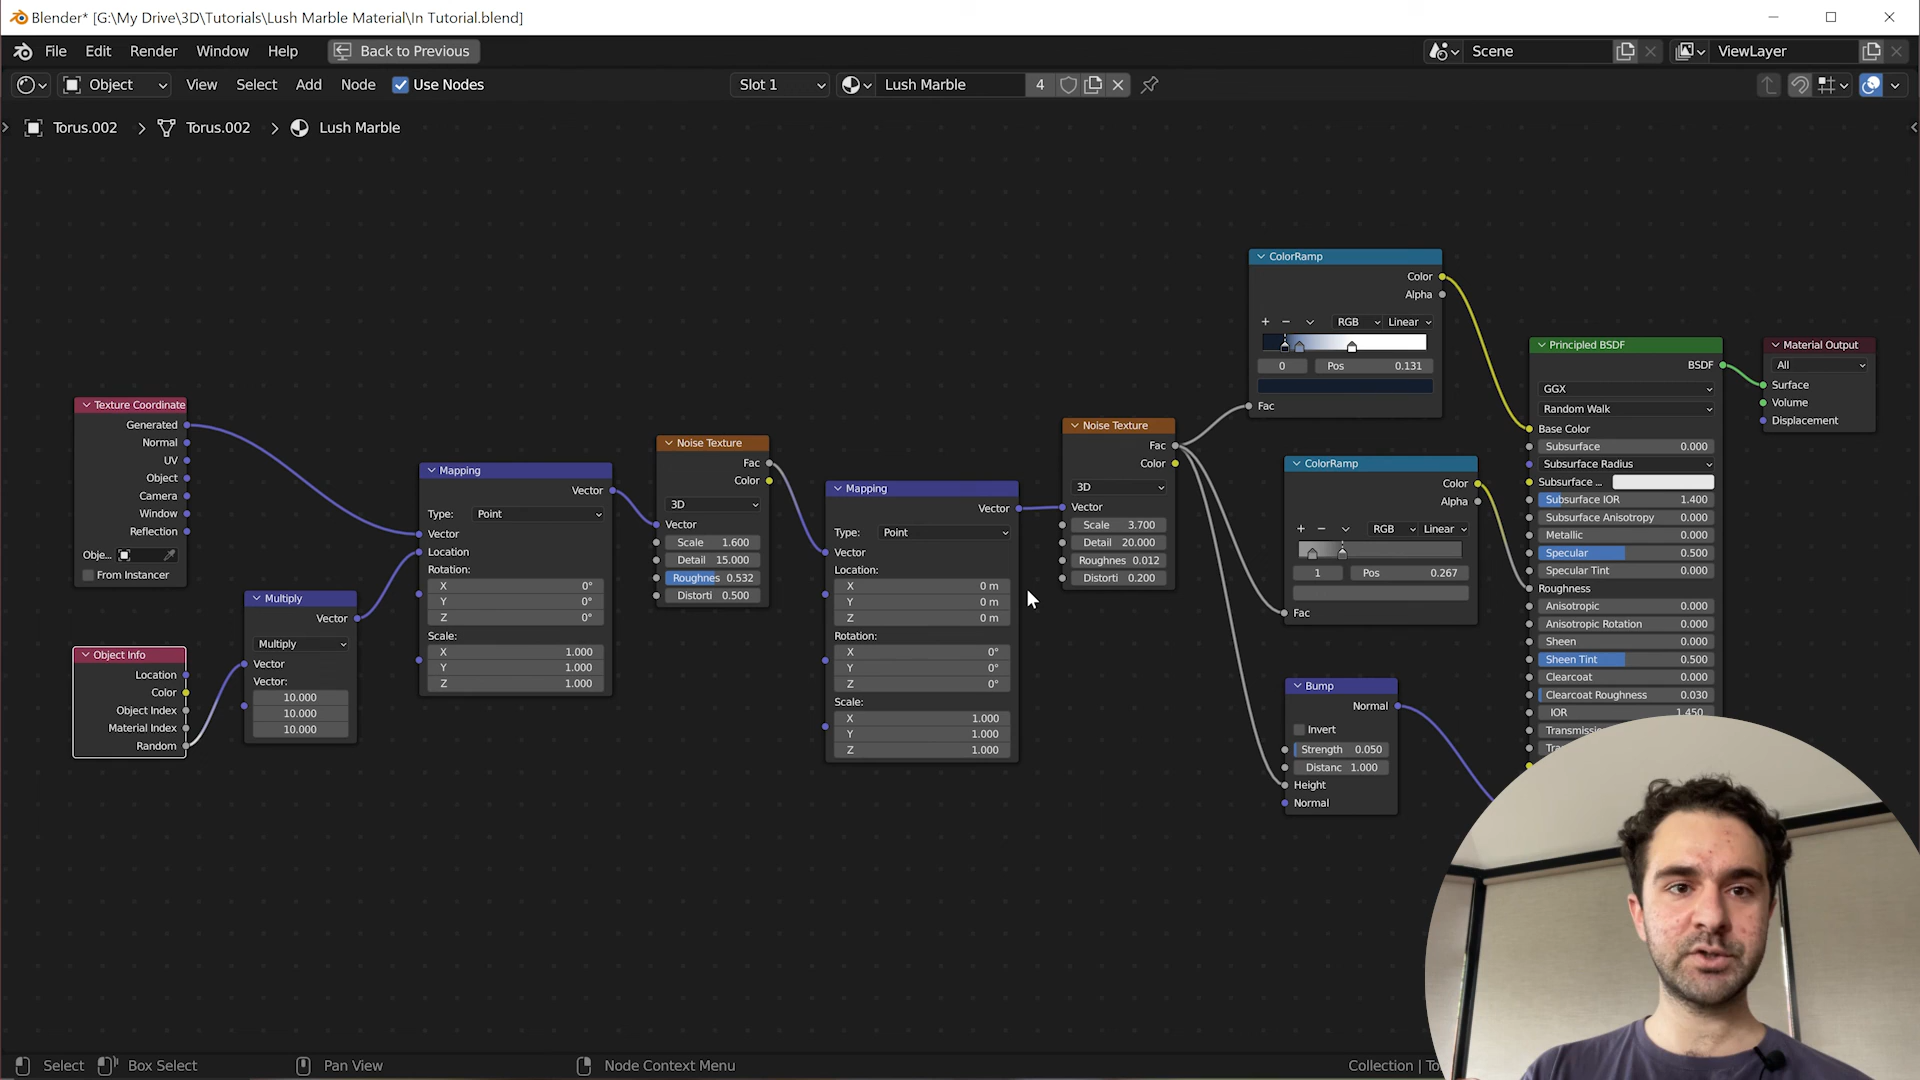 Blender* [G:\My Drive\3D\Tutorials\Lush Marble Material\In Tutorial.blend]
File Edit Render Window Help Back to Previous Scene ViewLayer
Object View Select Add Node Use Nodes Slot 1 Lush Marble 4
Torus.002 > Torus.002 > Lush Marble
Texture Coordinate
Generated
Normal
UV
Object
Camera
Window
Reflection
Obje...
From Instancer
Object Info
Location
Color
Object Index
Material Index
Random
Multiply
Vector
Multiply
Vector
Vector:
10.000
10.000
10.000
Mapping
Vector
Type: Point
Vector
Location
Rotation:
X 0°
Y 0°
Z 0°
Scale:
X 1.000
Y 1.000
Z 1.000
Noise Texture
Fac
Color
3D
Vector
Scale 1.600
Detail 15.000
Roughnes 0.532
Distorti 0.500
Mapping
Vector
Type: Point
Vector
Location:
X 0 m
Y 0 m
Z 0 m
Rotation:
X 0°
Y 0°
Z 0°
Scale:
X 1.000
Y 1.000
Z 1.000
Noise Texture
Fac
Color
3D
Vector
Scale 3.700
Detail 20.000
Roughness 0.012
Distorti 0.200
ColorRamp
Color
Alpha
+ − RGB Linear
0 Pos 0.131
Fac
ColorRamp
Color
Alpha
+ − RGB Linear
1 Pos 0.267
Fac
Bump
Normal
Invert
Strength 0.050
Distanc 1.000
Height
Normal
Principled BSDF
BSDF
GGX
Random Walk
Base Color
Subsurface 0.000
Subsurface Radius
Subsurface ...
Subsurface IOR 1.400
Subsurface Anisotropy 0.000
Metallic 0.000
Specular 0.500
Specular Tint 0.000
Roughness
Anisotropic 0.000
Anisotropic Rotation 0.000
Sheen 0.000
Sheen Tint 0.500
Clearcoat 0.000
Clearcoat Roughness 0.030
IOR 1.450
Material Output
All
Surface
Volume
Displacement
Select Box Select Pan View Node Context Menu Collection |